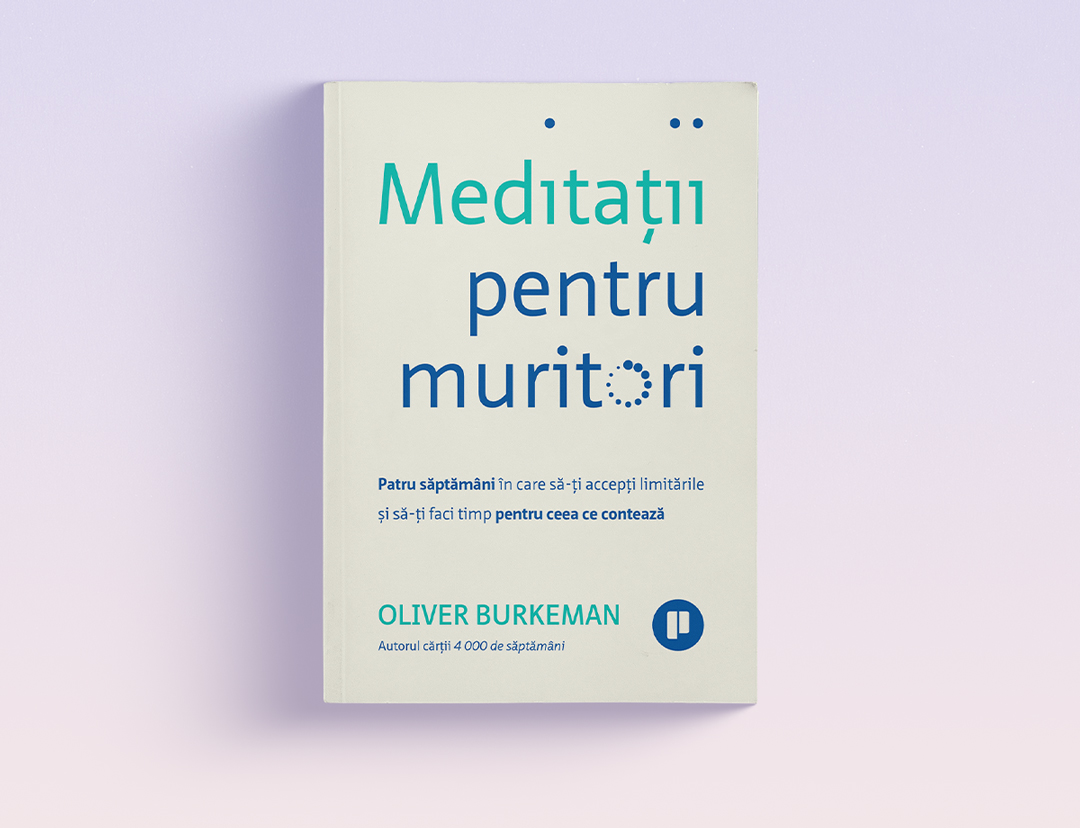 Meditații
pentru
muritori
Patru săptămâni în care să-ți accepți limitările
și să-ți faci timp pentru ceea ce contează
OLIVER BURKEMAN
Autorul cărții 4 000 de săptămâni